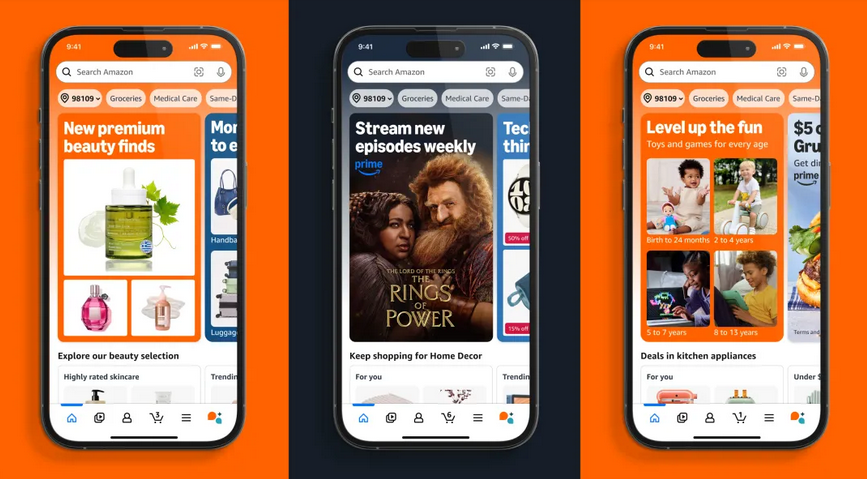 9:41
Search Amazon
98109
Groceries
Medical Care
Same-D
New premium
beauty finds
Mor
to e
Handba
Luggag
Explore our beauty selection
Highly rated skincare
Trendin
3
9:41
Search Amazon
98109
Groceries
Medical Care
Same-D
Stream new
episodes weekly
prime
THE LORD OF THE RINGS
THE
RINGS
OF
POWER
Tec
thin
50% off
15% off
Keep shopping for Home Decor
For you
Trending
6
9:41
Search Amazon
98109
Groceries
Medical Care
Same-D
Level up the fun
Toys and games for every age
Birth to 24 months
2 to 4 years
5 to 7 years
8 to 13 years
$5 o
Gru
Get di
prime
Terms and
Deals in kitchen appliances
For you
Under $
1